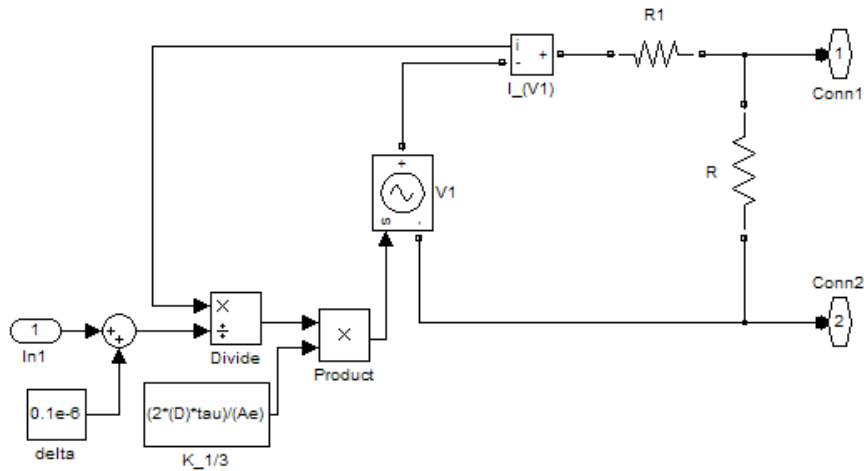 R1
i
-
+
I_(V1)
1
Conn1
R
+
V1
s
-
Conn2
2
1
In1
+
+
×
÷
Divide
×
Product
0.1e-6
delta
(2*(D)*tau)/(Ae)
K_1/3